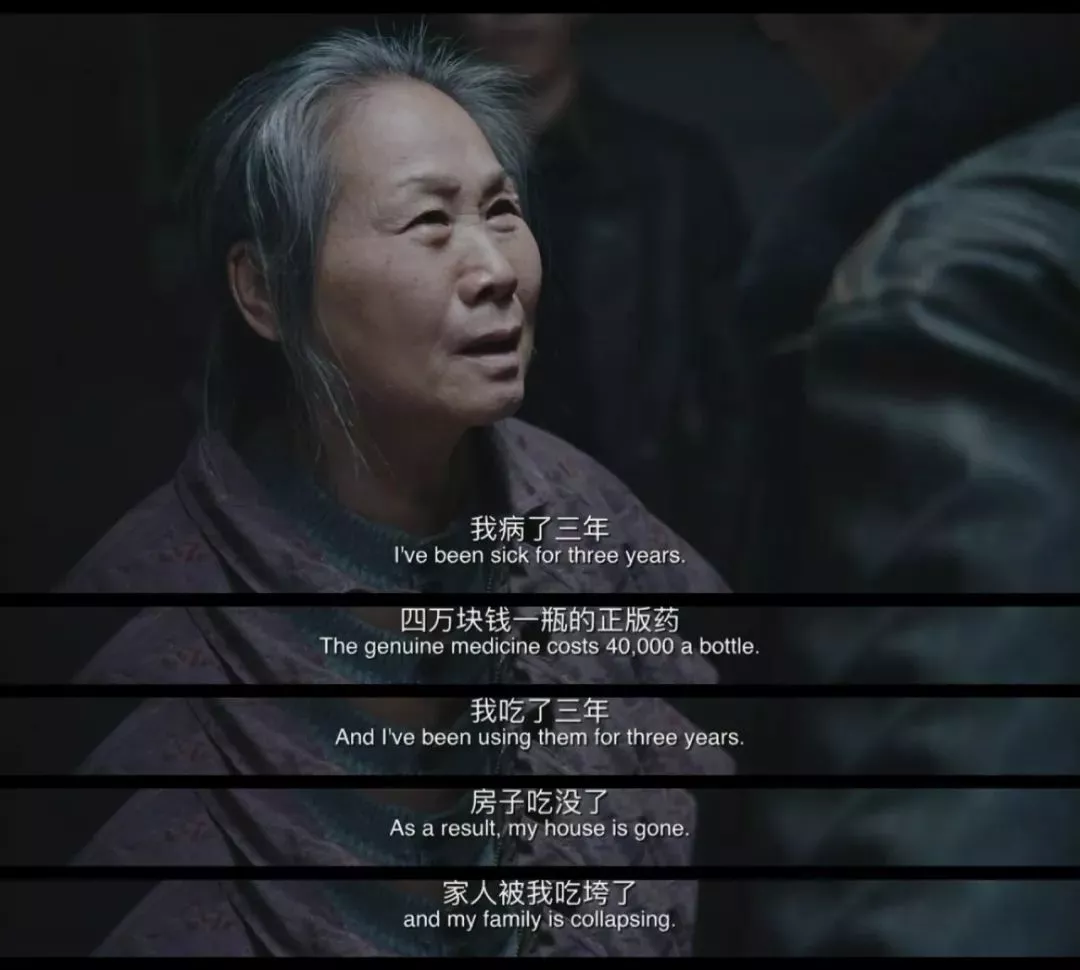 我病了三年
I've been sick for three years.
四万块钱一瓶的正版药
The genuine medicine costs 40,000 a bottle.
我吃了三年
And I've been using them for three years.
房子吃没了
As a result, my house is gone.
家人被我吃垮了
and my family is collapsing.